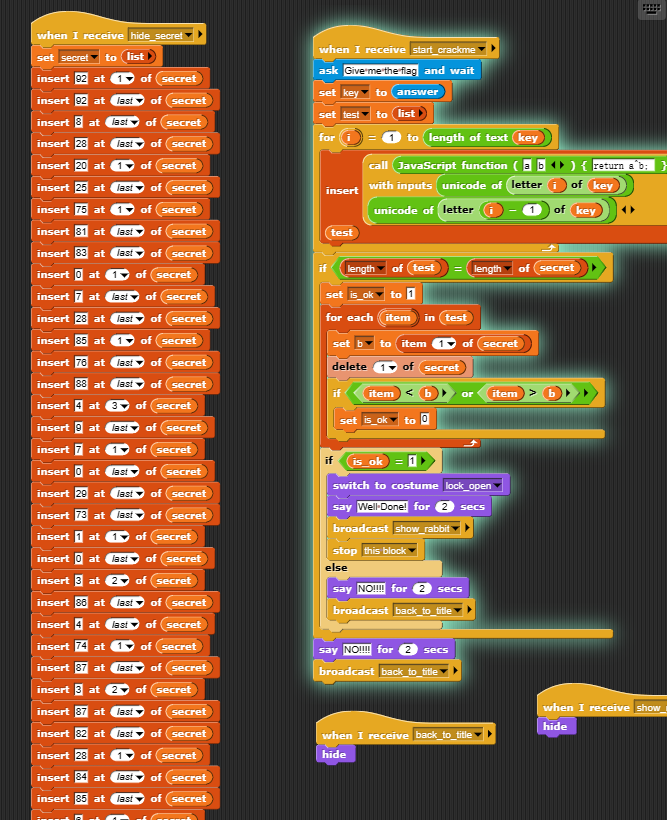 when I receive hide_secret
set secret to list
insert 92 at 1 of secret
insert 92 at last of secret
insert 8 at last of secret
insert 28 at last of secret
insert 20 at 1 of secret
insert 25 at last of secret
insert 75 at 1 of secret
insert 81 at last of secret
insert 83 at last of secret
insert 0 at 1 of secret
insert 7 at last of secret
insert 28 at last of secret
insert 85 at 1 of secret
insert 76 at last of secret
insert 88 at last of secret
insert 4 at 3 of secret
insert 9 at last of secret
insert 7 at 1 of secret
insert 0 at last of secret
insert 29 at last of secret
insert 73 at last of secret
insert 1 at 1 of secret
insert 0 at last of secret
insert 3 at 2 of secret
insert 86 at last of secret
insert 4 at last of secret
insert 74 at 1 of secret
insert 87 at last of secret
insert 3 at 2 of secret
insert 87 at last of secret
insert 82 at last of secret
insert 28 at 1 of secret
insert 84 at last of secret
insert 85 at last of secret
when I receive start_crackme
ask Give·me·the·flag and wait
set key to answer
set test to list
for i = 1 to length of text key
call JavaScript function ( a b ) { return a^b; }
with inputs unicode of letter i of key
insert
unicode of letter i - 1 of key
test
if length of test = length of secret
set is_ok to 1
for each item in test
set b to item 1 of secret
delete 1 of secret
if item < b or item > b
set is_ok to 0
if is_ok = 1
switch to costume lock_open
say Well·Done! for 2 secs
broadcast show_rabbit
stop this block
else
say NO!!!! for 2 secs
broadcast back_to_title
say NO!!!! for 2 secs
broadcast back_to_title
when I receive back_to_title
hide
when I receive
hide